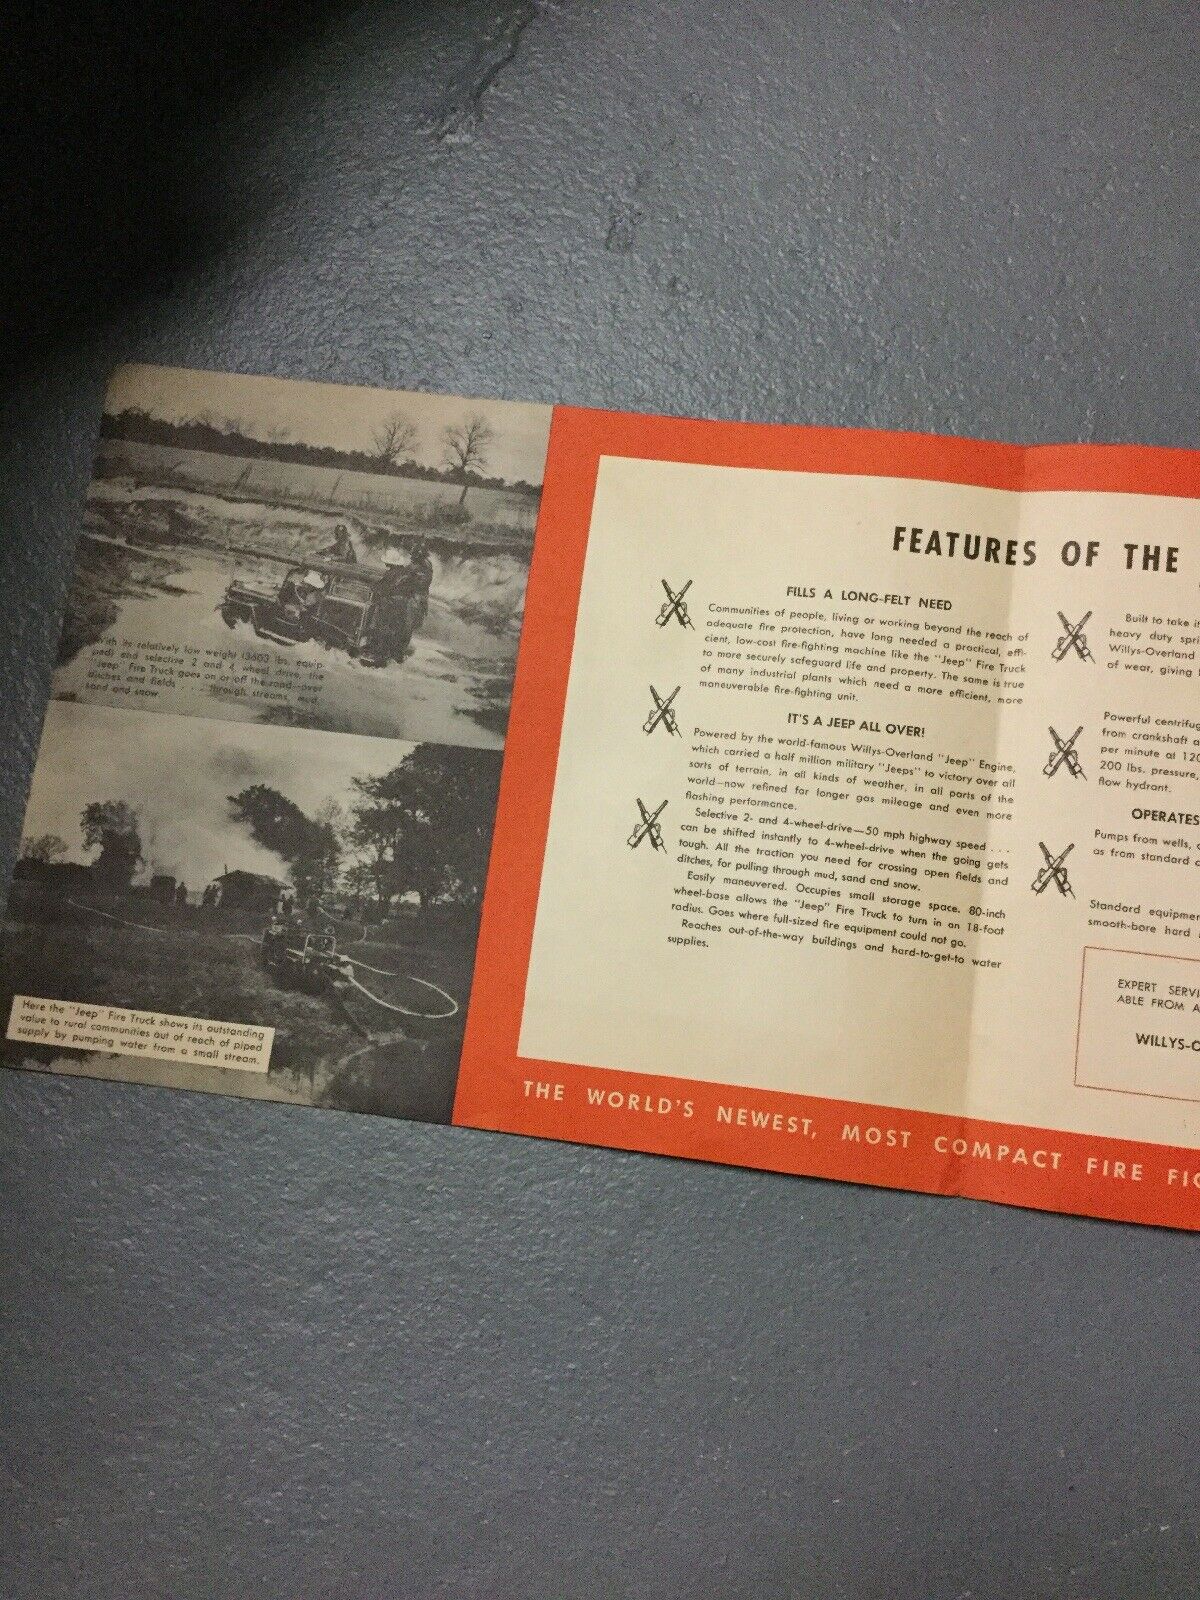 With its relatively low weight (3603 lbs. equip
ped) and selective 2 and 4 wheel drive, the
"Jeep" Fire Truck goes on or off the road—over
ditches and fields . . . through streams, mud,
sand and snow.
Here the "Jeep" Fire Truck shows its outstanding
value to rural communities out of reach of piped
supply by pumping water from a small stream.
FEATURES OF THE
FILLS A LONG-FELT NEED
Communities of people, living or working beyond the reach of
adequate fire protection, have long needed a practical, effi-
cient, low-cost fire-fighting machine like the "Jeep" Fire Truck
to more securely safeguard life and property. The same is true
of many industrial plants which need a more efficient, more
maneuverable fire-fighting unit.
IT'S A JEEP ALL OVER!
Powered by the world-famous Willys-Overland "Jeep" Engine,
which carried a half million military "Jeeps" to victory over all
sorts of terrain, in all kinds of weather, in all parts of the
world—now refined for longer gas mileage and even more
flashing performance.
Selective 2- and 4-wheel-drive—50 mph highway speed . . .
can be shifted instantly to 4-wheel-drive when the going gets
tough. All the traction you need for crossing open fields and
ditches, for pulling through mud, sand and snow.
Easily maneuvered. Occupies small storage space. 80-inch
wheel-base allows the "Jeep" Fire Truck to turn in an 18-foot
radius. Goes where full-sized fire equipment could not go.
Reaches out-of-the-way buildings and hard-to-get-to water
supplies.
Built to take it
heavy duty spri
Willys-Overland
of wear, giving
Powerful centrifug
from crankshaft a
per minute at 120
200 lbs. pressure,
flow hydrant.
OPERATES
Pumps from wells, c
as from standard c
Standard equipmen
smooth-bore hard
EXPERT SERVI
ABLE FROM A
WILLYS-O
THE WORLD'S NEWEST, MOST COMPACT FIRE FIG